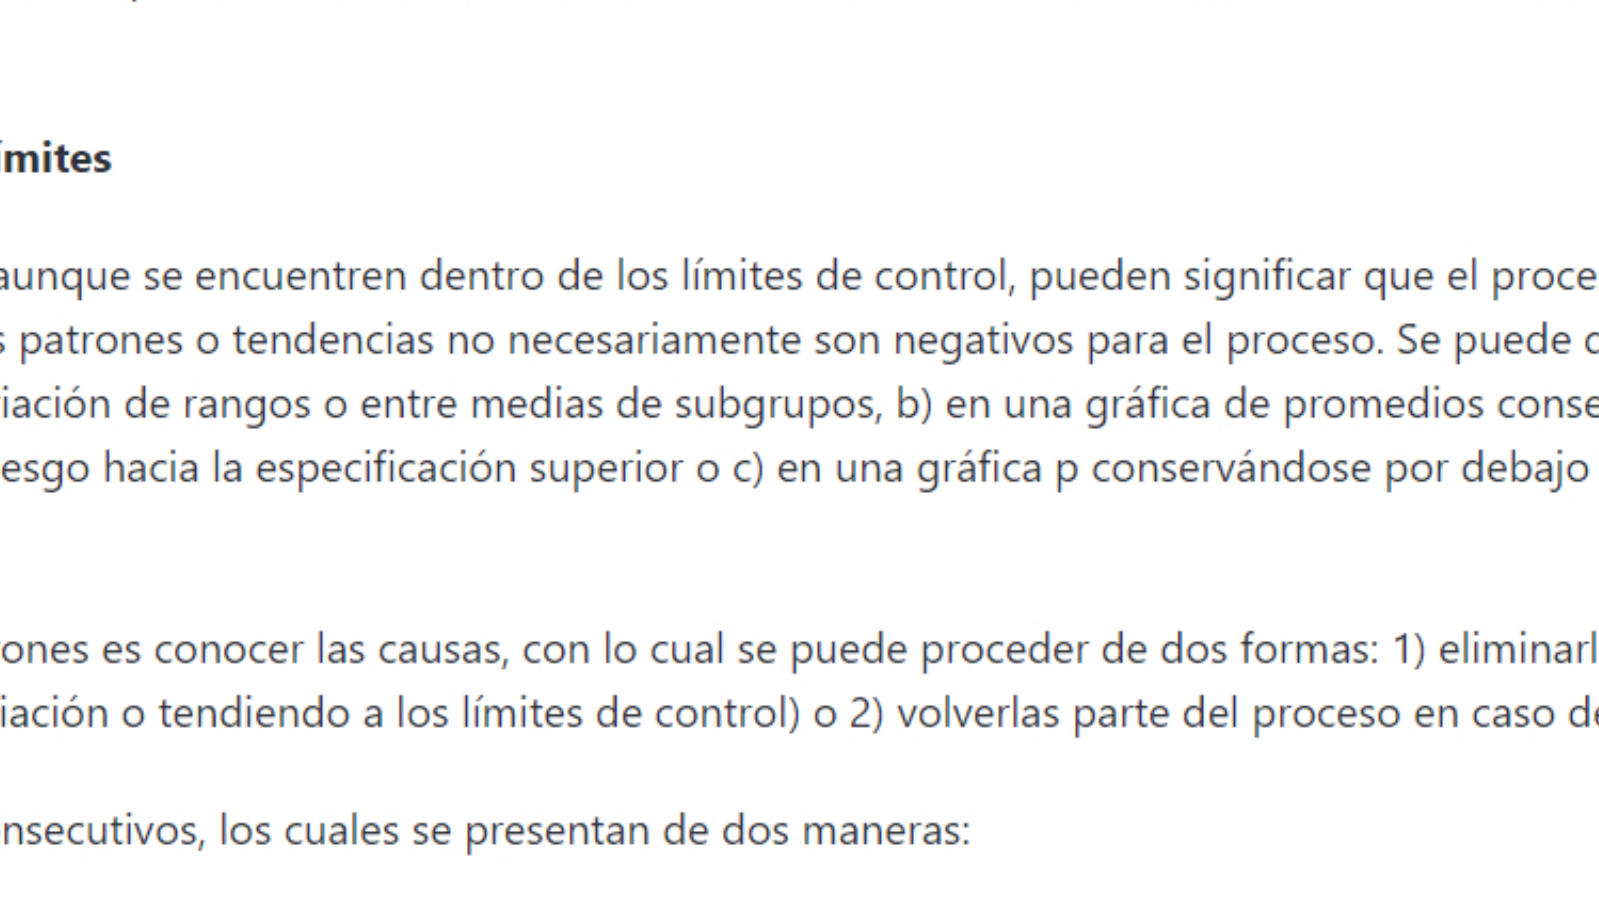 ímites
aunque se encuentren dentro de los límites de control, pueden significar que el proce
s patrones o tendencias no necesariamente son negativos para el proceso. Se puede
iación de rangos o entre medias de subgrupos, b) en una gráfica de promedios conse
esgo hacia la especificación superior o c) en una gráfica p conservándose por debajo
ones es conocer las causas, con lo cual se puede proceder de dos formas: 1) eliminarl
iación o tendiendo a los límites de control) o 2) volverlas parte del proceso en caso de
nsecutivos, los cuales se presentan de dos maneras: